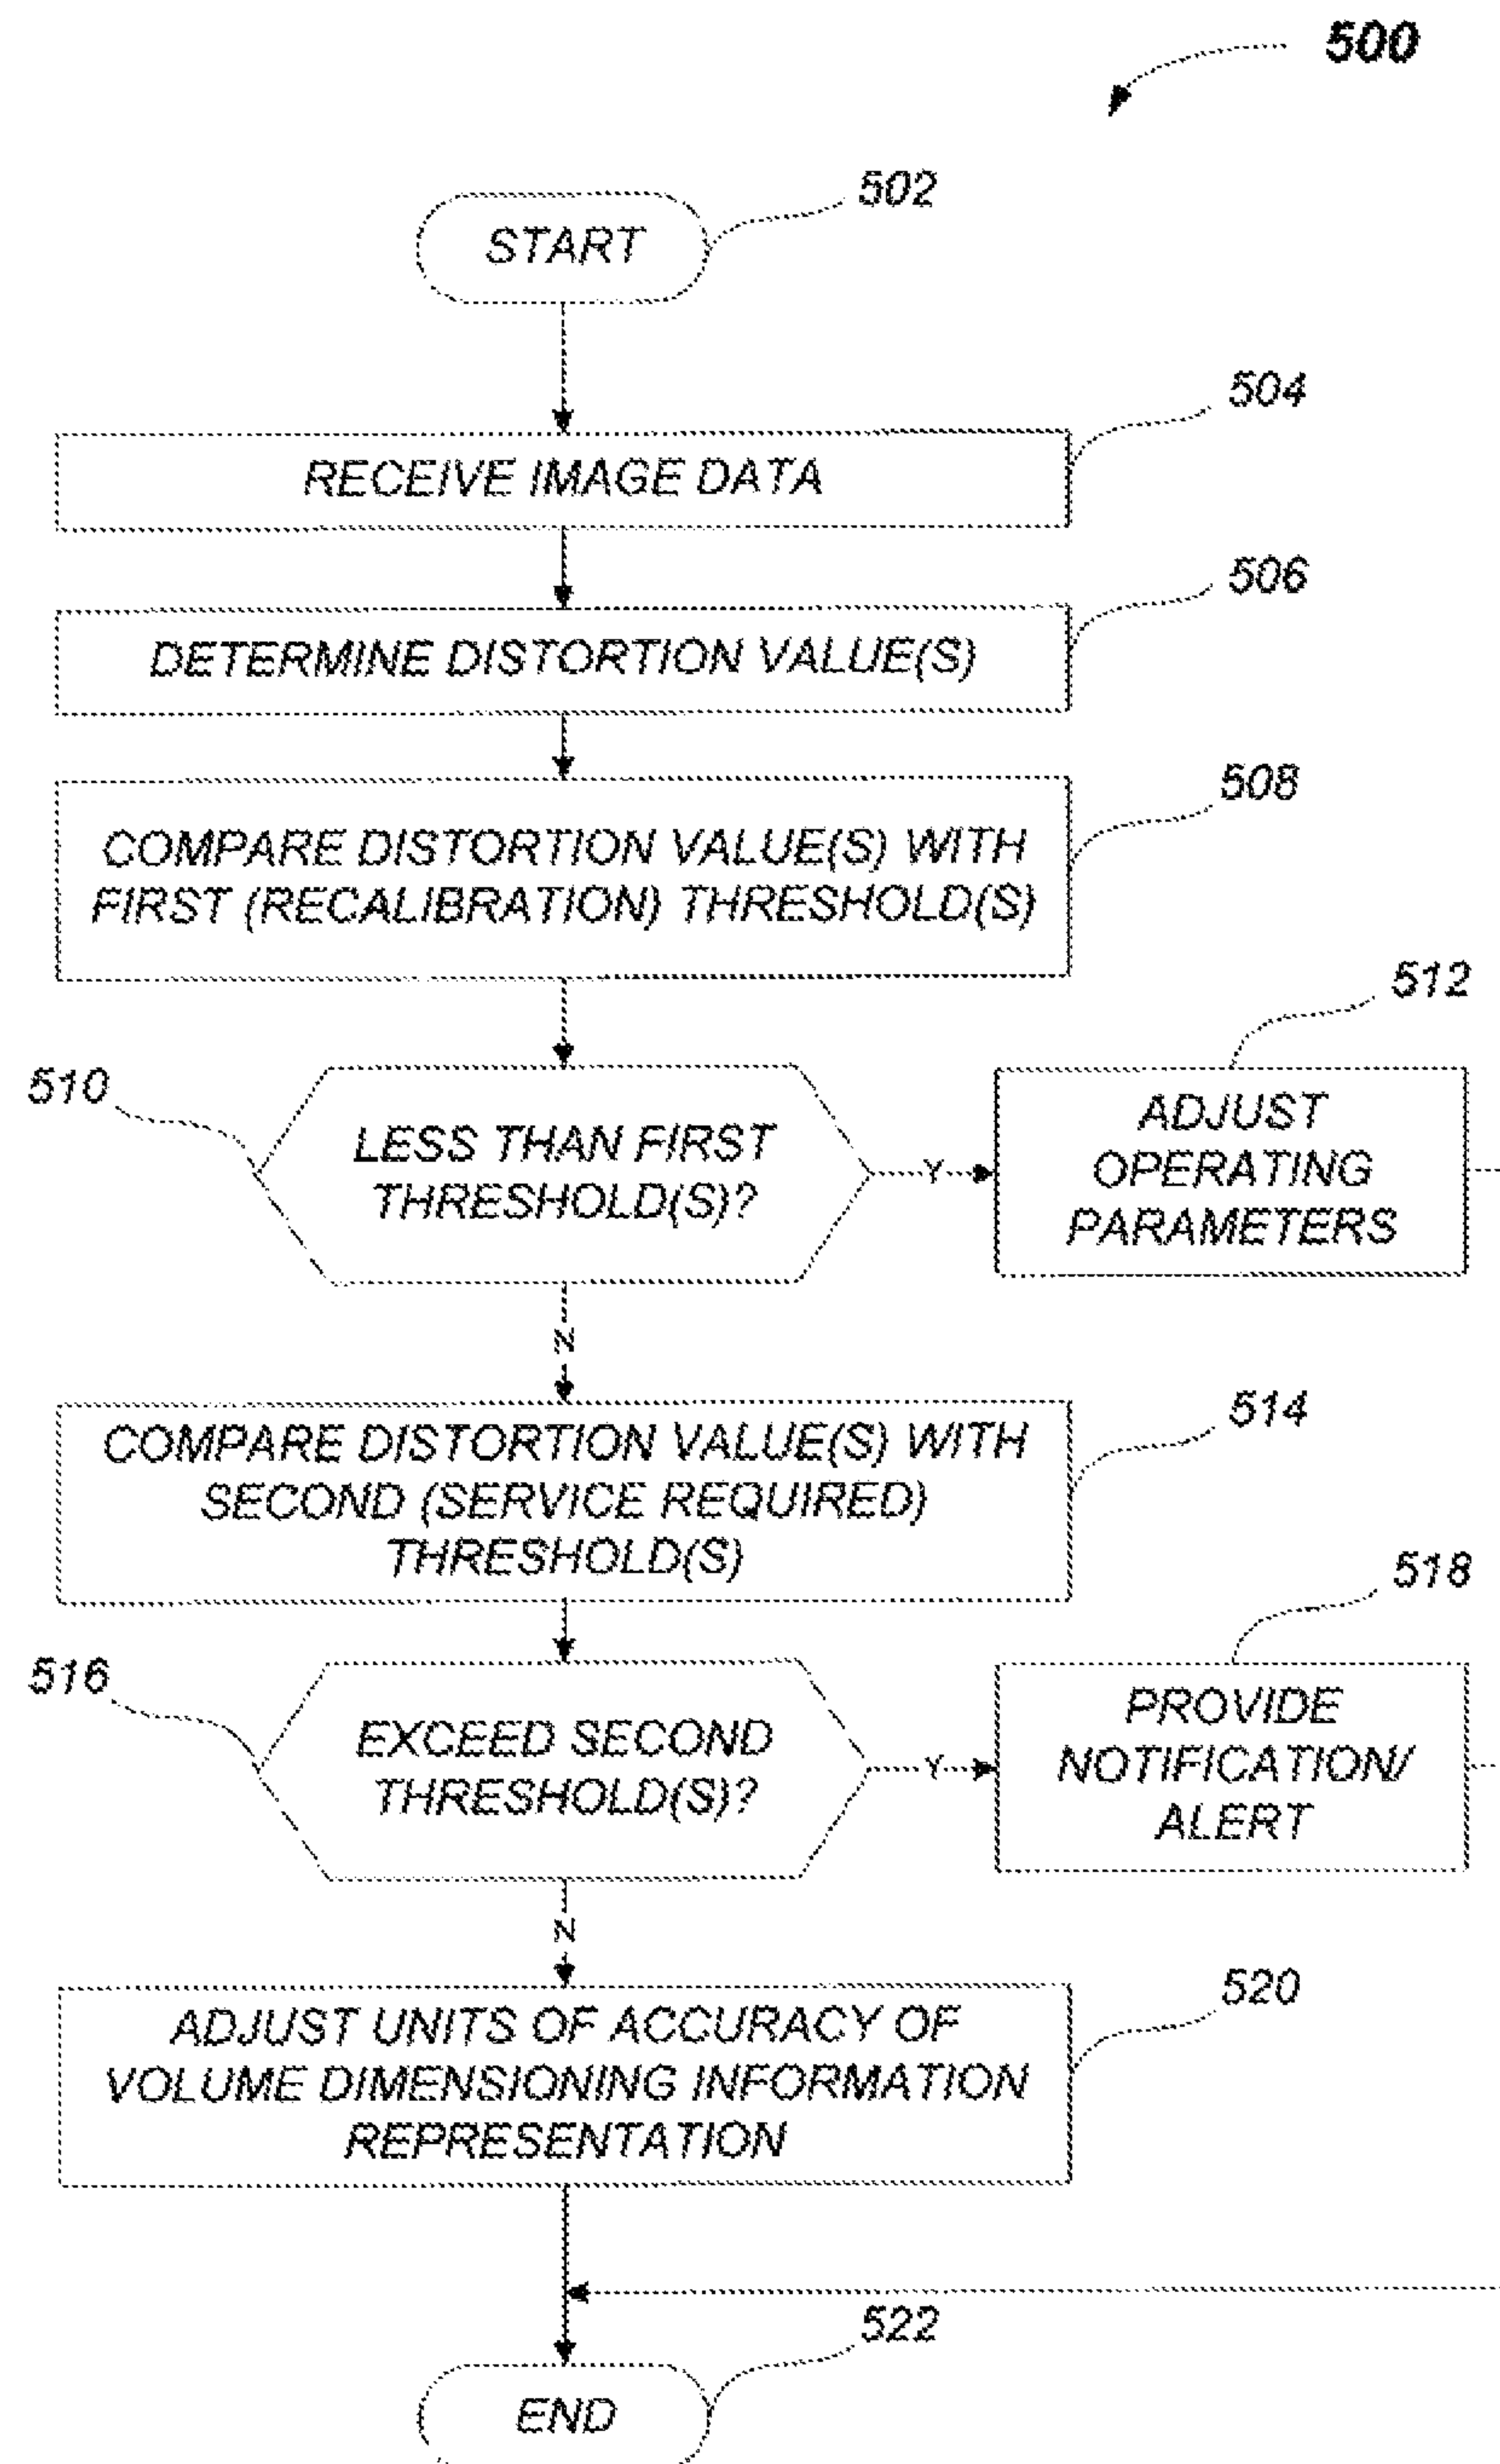 500
502
START
504
RECEIVE IMAGE DATA
506
DETERMINE DISTORTION VALUE(S)
508
COMPARE DISTORTION VALUE(S) WITH
FIRST (RECALIBRATION) THRESHOLD(S)
510
LESS THAN FIRST
THRESHOLD(S)?
Y
512
ADJUST
OPERATING
PARAMETERS
N
514
COMPARE DISTORTION VALUE(S) WITH
SECOND (SERVICE REQUIRED)
THRESHOLD(S)
516
EXCEED SECOND
THRESHOLD(S)?
Y
518
PROVIDE
NOTIFICATION/
ALERT
N
520
ADJUST UNITS OF ACCURACY OF
VOLUME DIMENSIONING INFORMATION
REPRESENTATION
522
END